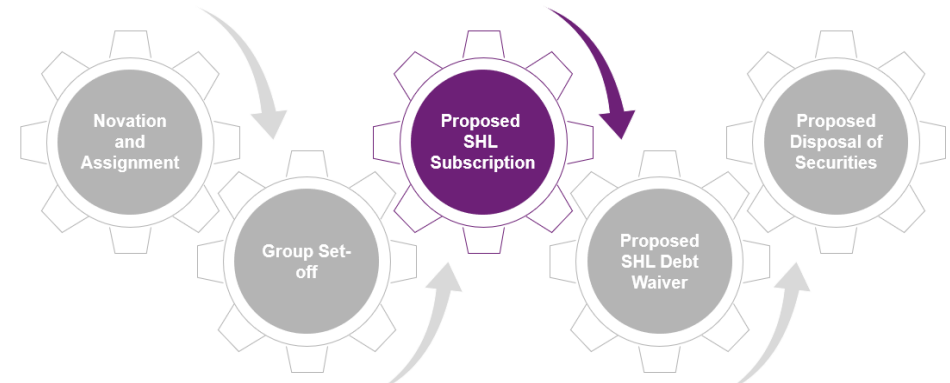 Novation
and
Assignment
Group Set-
off
Proposed
SHL
Subscription
Proposed
SHL Debt
Waiver
Proposed
Disposal of
Securities